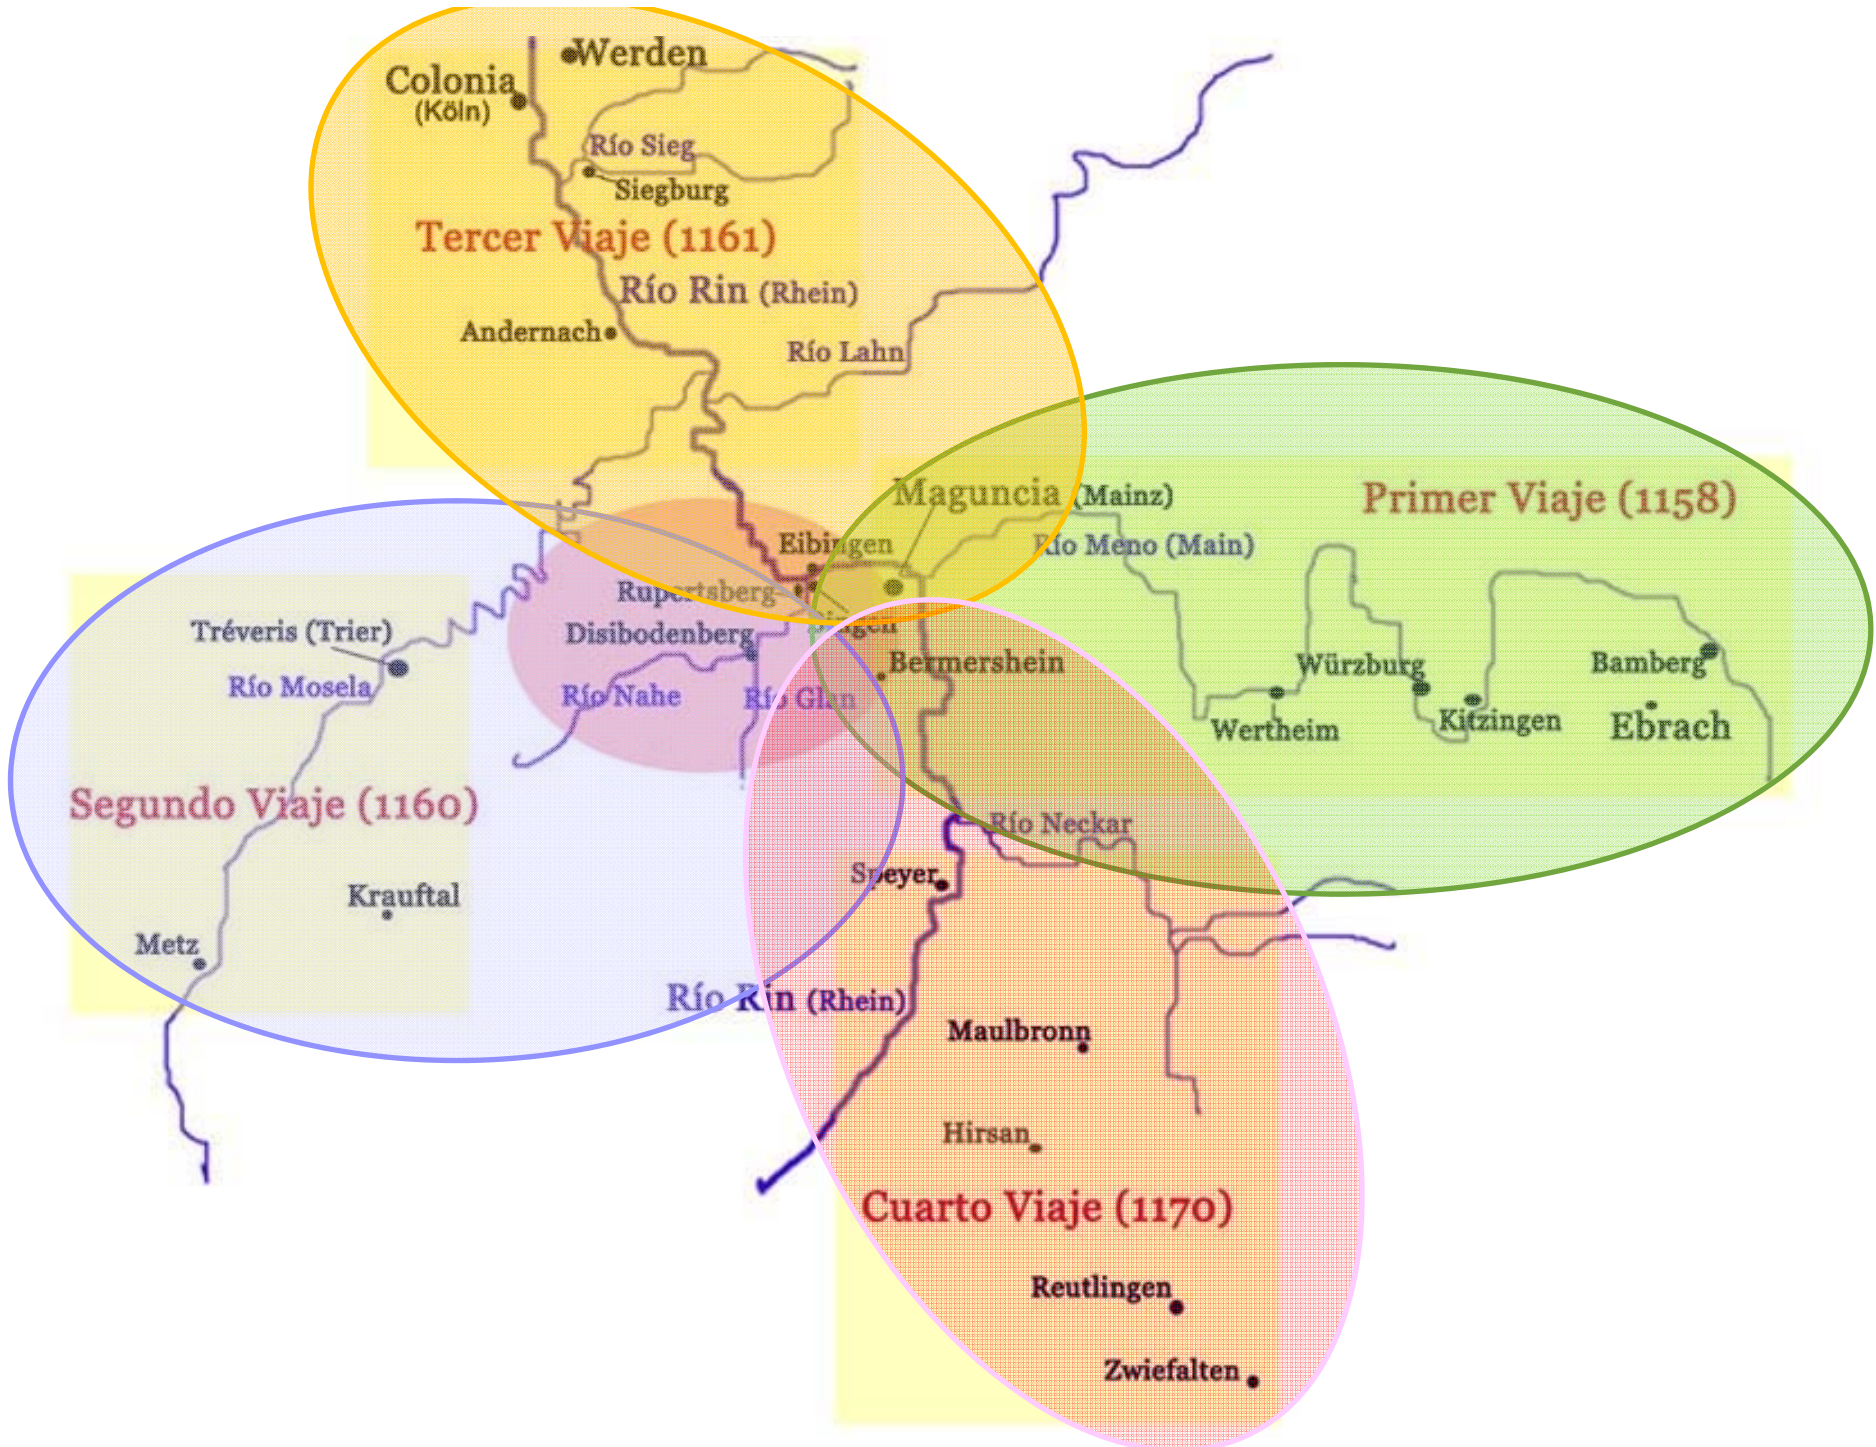 Werden
Colonia
(Köln)
Río Sieg
Siegburg
Tercer Viaje (1161)
Río Rin (Rhein)
Andernach
Río Lahn
Maguncia (Mainz)
Primer Viaje (1158)
Eibingen
Río Meno (Main)
Rupertsberg
Bingen
Tréveris (Trier)
Disibodenberg
Bermershein
Würzburg
Bamberg
Río Mosela
Río Nahe
Río Glan
Wertheim
Kitzingen
Ebrach
Segundo Viaje (1160)
Río Neckar
Speyer
Krauftal
Metz
Río Rin (Rhein)
Maulbronn
Hirsan
Cuarto Viaje (1170)
Reutlingen
Zwiefalten